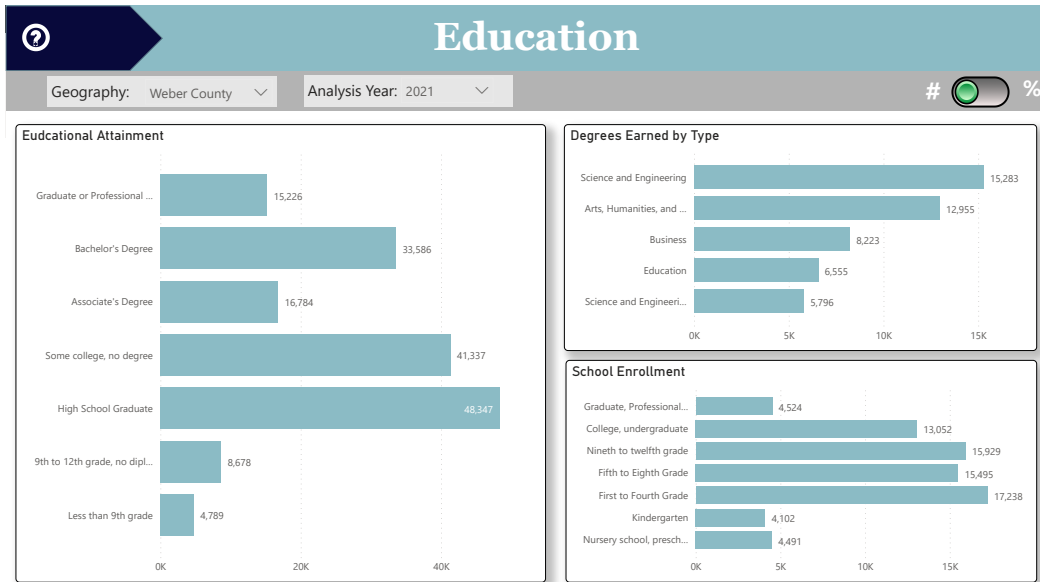 Education
Geography: Weber County
Analysis Year: 2021
# %
Eudcational Attainment
Graduate or Professional ... 15,226
Bachelor's Degree 33,586
Associate's Degree 16,784
Some college, no degree 41,337
High School Graduate 48,347
9th to 12th grade, no dipl... 8,678
Less than 9th grade 4,789
0K 20K 40K
Degrees Earned by Type
Science and Engineering 15,283
Arts, Humanities, and ... 12,955
Business 8,223
Education 6,555
Science and Engineeri... 5,796
0K 5K 10K 15K
School Enrollment
Graduate, Professional... 4,524
College, undergraduate 13,052
Nineth to twelfth grade 15,929
Fifth to Eighth Grade 15,495
First to Fourth Grade 17,238
Kindergarten 4,102
Nursery school, presch... 4,491
0K 5K 10K 15K